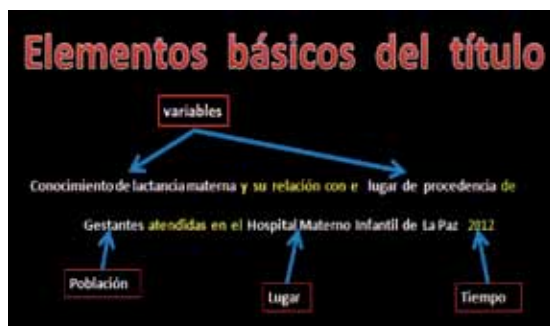 Elementos básicos del título
variables
Conocimiento de lactancia materna y su relación con e lugar de procedencia de
Gestantes atendidas en el Hospital Materno Infantil de La Paz 2012
Población
Lugar
Tiempo